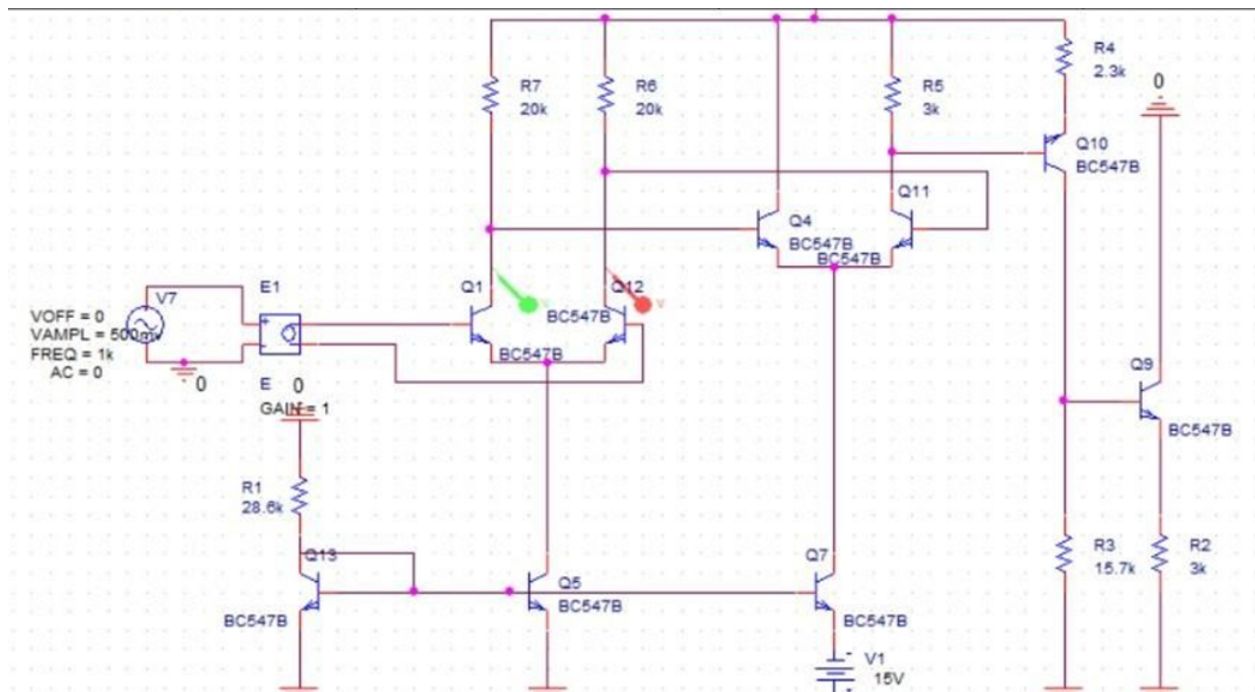 R4
2.3k
0
R7
20k
R6
20k
R5
3k
Q10
BC547B
Q11
Q4
BC547B
BC547B
V7
E1
Q1
Q12
BC547B
VOFF = 0
VAMPL = 500mv
FREQ = 1k
AC = 0
BC547B
Q9
0
E
0
GAIN = 1
BC547B
R1
28.6k
Q13
Q5
BC547B
Q7
R3
15.7k
R2
3k
BC547B
BC547B
V1
15V